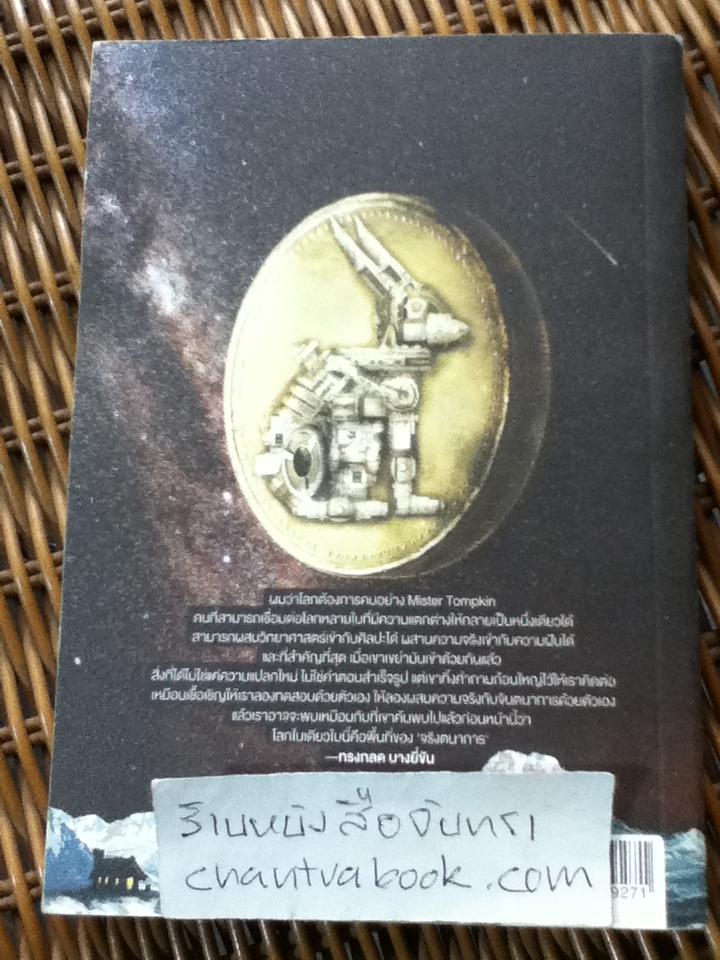 ผมว่าโลกต้องการคนอย่าง Mister Tompkin
คนที่สามารถเชื่อมต่อโลกหลายใบที่มีความแตกต่างให้กลายเป็นหนึ่งเดียวได้
สามารถผสมวิทยาศาสตร์เข้ากับศิลปะได้ ผสานความจริงเข้ากับความฝันได้
และที่สำคัญที่สุด เมื่อเขาเขย่ามันเข้าด้วยกันแล้ว
สิ่งที่ได้ไม่ใช่แค่ความแปลกใหม่ ไม่ใช่คำตอบสำเร็จรูป แต่เขาทิ้งคำถามก้อนใหญ่ไว้ให้เราคิดต่อ
เหมือนเชื้อเชิญให้เราลองทดสอบด้วยตัวเอง ให้ลองผสมความจริงกับจินตนาการด้วยตัวเอง
แล้วเราอาจจะพบเหมือนกับที่เขาค้นพบไปแล้วก่อนหน้านี้ว่า
โลกใบเดียวใบนี้คือพื้นที่ของ 'จริงตนาการ'
—ทรงกลด บางยี่ขัน
ร้านหนังสือจันทรา
chantrabook.com
9271